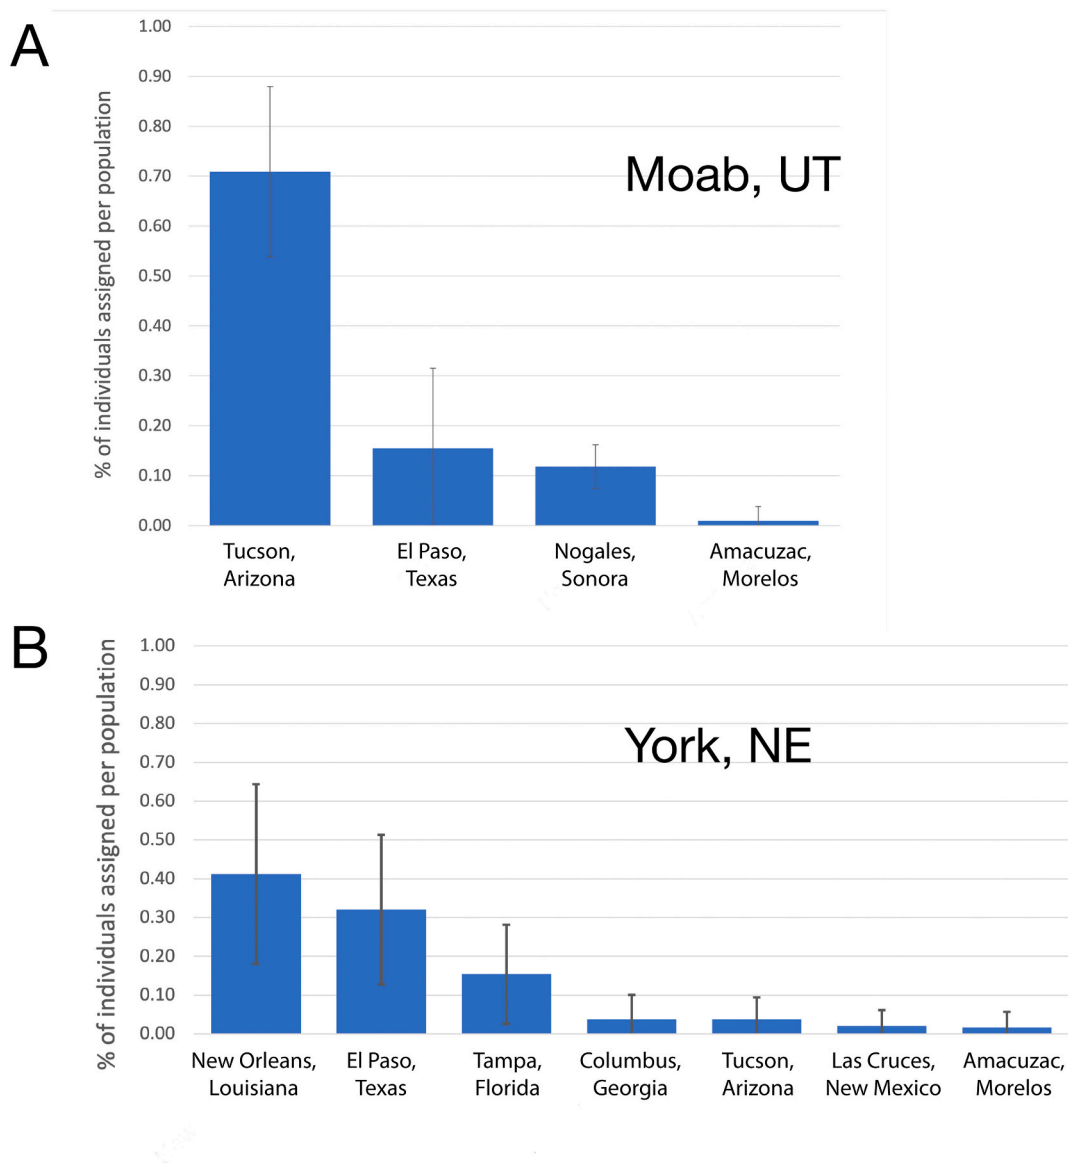 A
1.00
0.90
0.80
0.70
0.60
0.50
0.40
0.30
0.20
0.10
0.00
% of individuals assigned per population
Moab, UT
Tucson,
Arizona
El Paso,
Texas
Nogales,
Sonora
Amacuzac,
Morelos
B
1.00
0.90
0.80
0.70
0.60
0.50
0.40
0.30
0.20
0.10
0.00
% of individuals assigned per population
York, NE
New Orleans,
Louisiana
El Paso,
Texas
Tampa,
Florida
Columbus,
Georgia
Tucson,
Arizona
Las Cruces,
New Mexico
Amacuzac,
Morelos